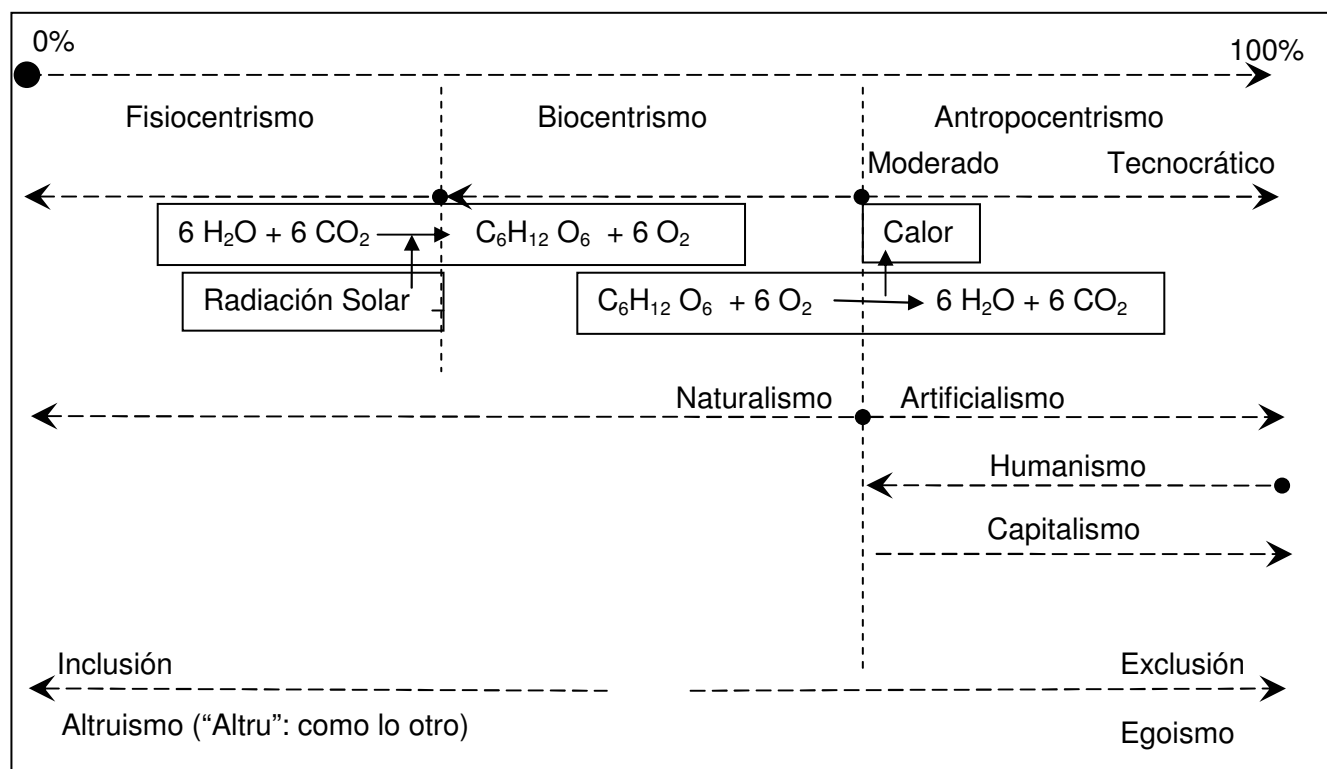 0% 100%
Fisiocentrismo Biocentrismo Antropocentrismo
Moderado Tecnocrático
6 H₂O + 6 CO₂ C₆H₁₂ O₆ + 6 O₂ Calor
Radiación Solar C₆H₁₂ O₆ + 6 O₂ 6 H₂O + 6 CO₂
Naturalismo Artificialismo
Humanismo
Capitalismo
Inclusión Exclusión
Altruismo (“Altru”: como lo otro) Egoismo